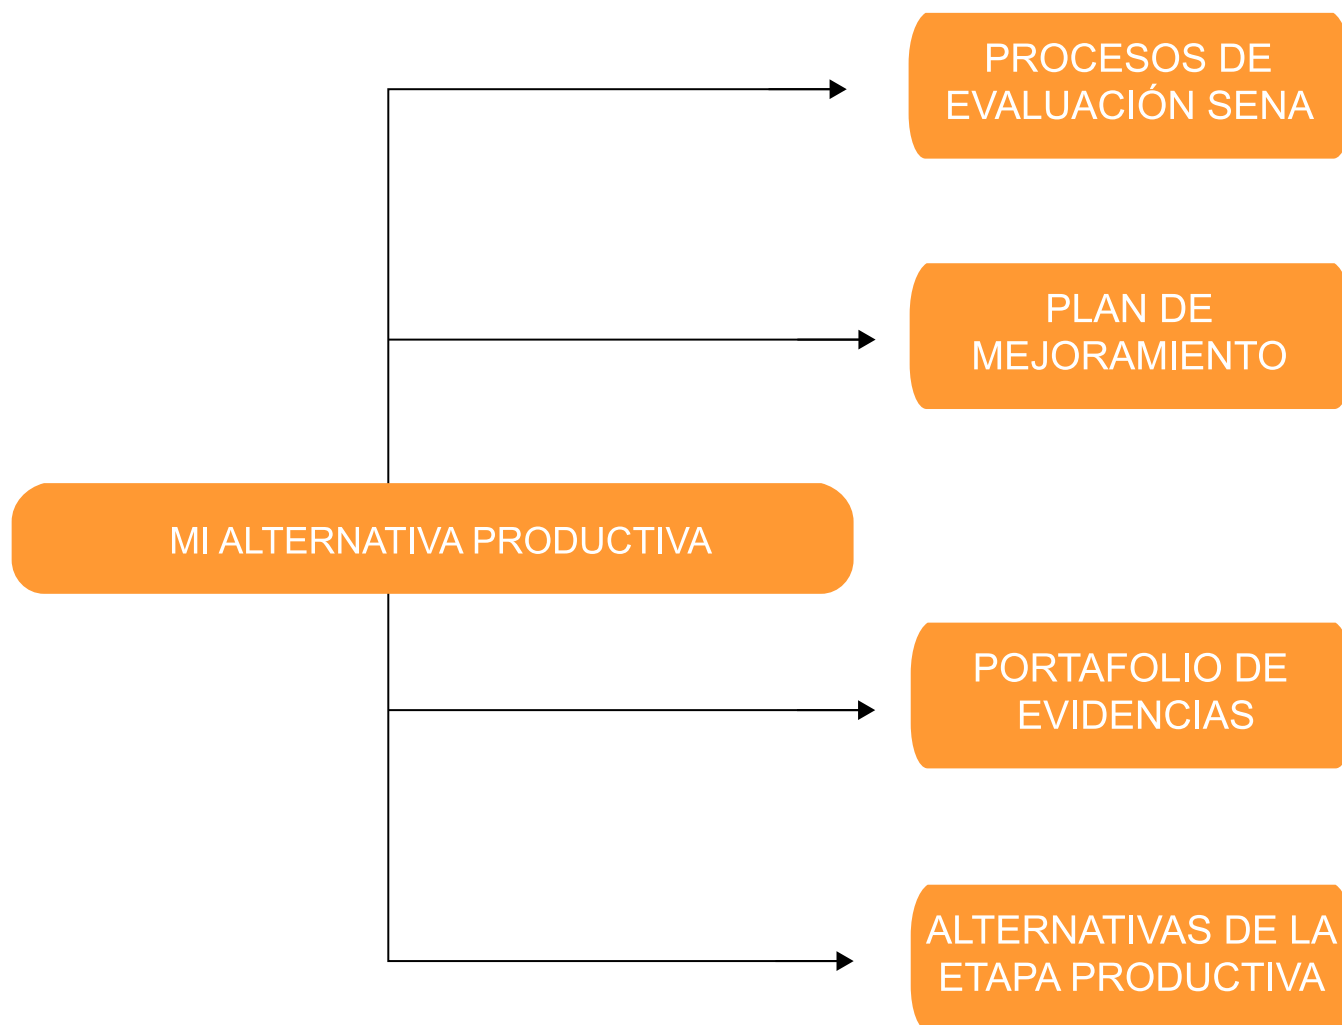 PROCESOS DE
EVALUACIÓN SENA
PLAN DE
MEJORAMIENTO
MI ALTERNATIVA PRODUCTIVA
PORTAFOLIO DE
EVIDENCIAS
ALTERNATIVAS DE LA
ETAPA PRODUCTIVA